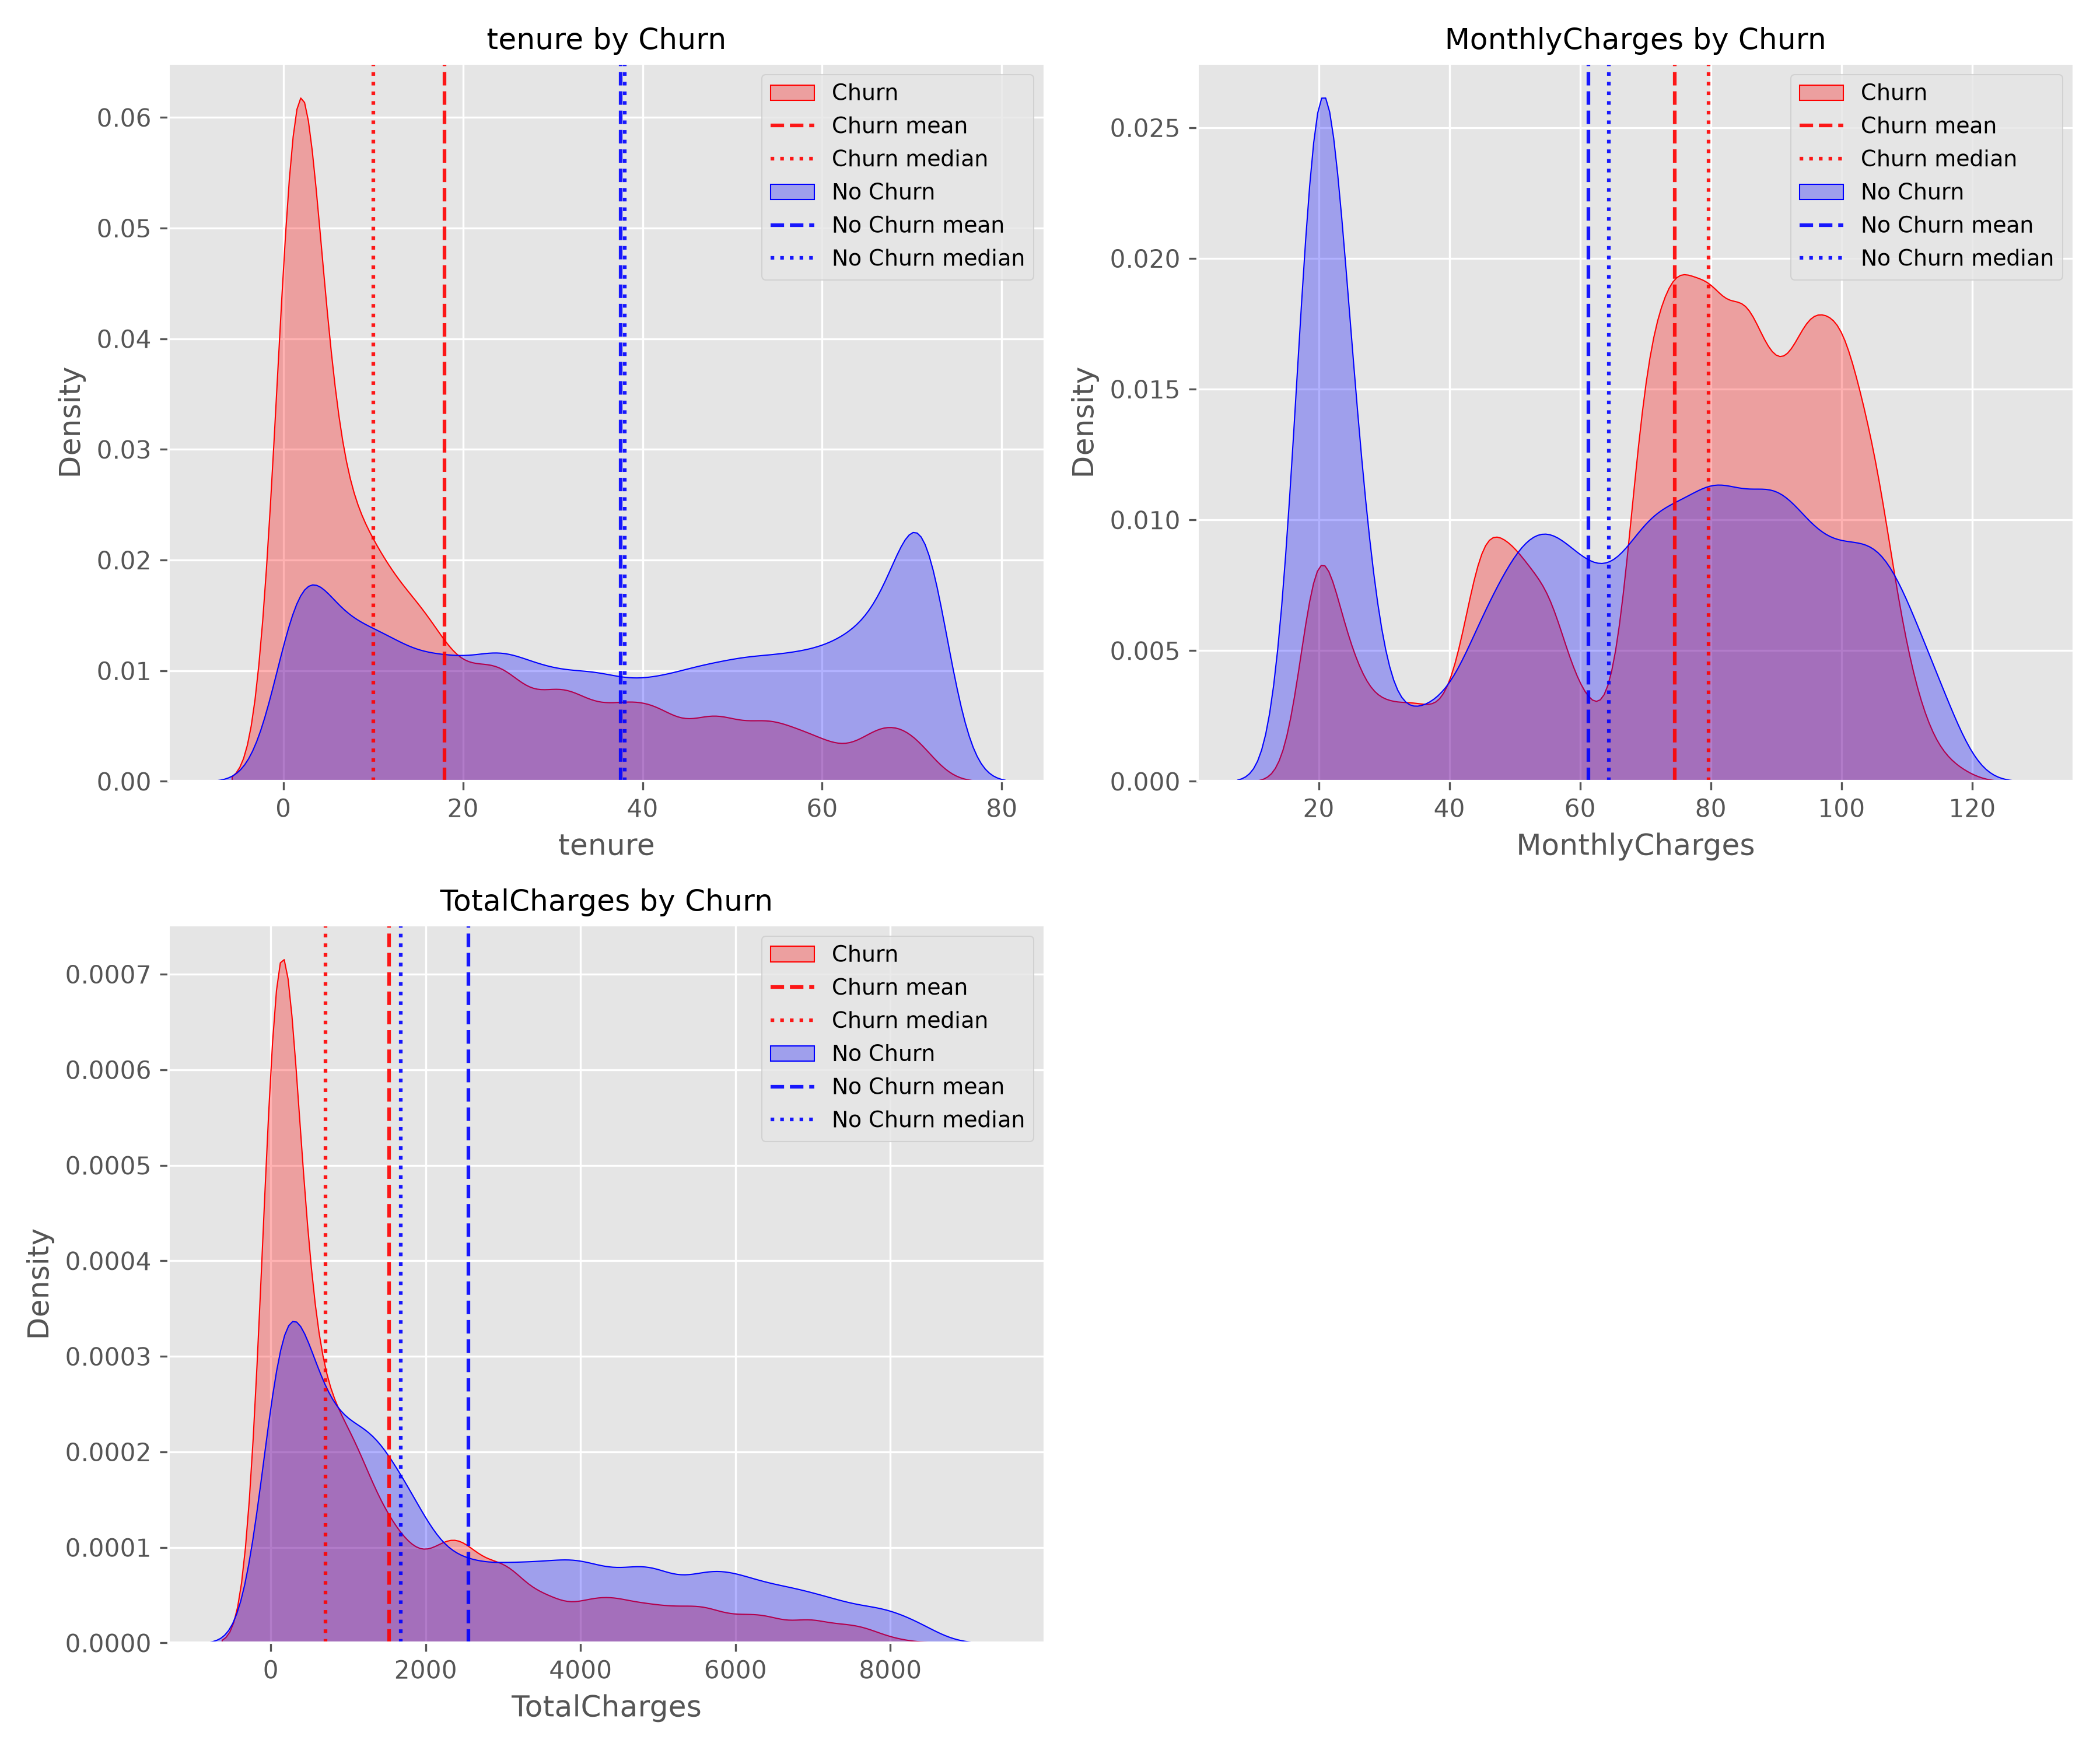 tenure by Churn
0.06
0.05
0.04
0.03
0.02
0.01
0.00
Density
0 20 40 60 80
tenure
Churn
Churn mean
Churn median
No Churn
No Churn mean
No Churn median
MonthlyCharges by Churn
0.025
0.020
0.015
0.010
0.005
0.000
Density
20 40 60 80 100 120
MonthlyCharges
Churn
Churn mean
Churn median
No Churn
No Churn mean
No Churn median
TotalCharges by Churn
0.0007
0.0006
0.0005
0.0004
0.0003
0.0002
0.0001
0.0000
Density
0 2000 4000 6000 8000
TotalCharges
Churn
Churn mean
Churn median
No Churn
No Churn mean
No Churn median